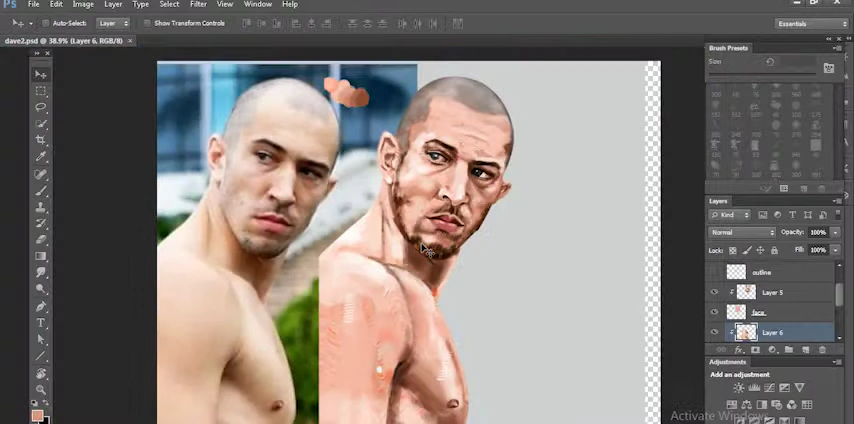 Ps File Edit Image Layer Type Select Filter View Window Help
Auto-Select: Layer Show Transform Controls Essentials
dave2.psd @ 38.9% (Layer 6, RGB/8) ×
Brush Presets
Size:
Layers
Kind
Normal Opacity: 100%
Lock: Fill: 100%
outline
Layer 5
face
Layer 6
fx
Adjustments
Add an adjustment
Activate Windows